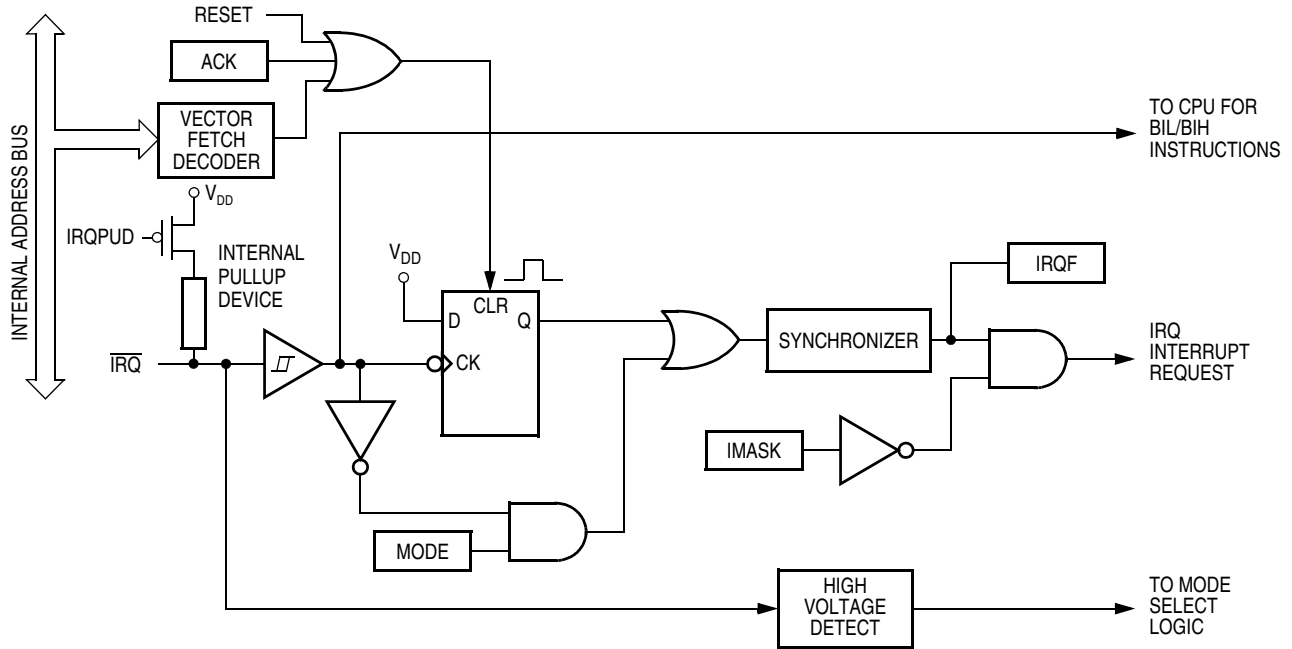 RESET
ACK
VECTOR
FETCH
DECODER
INTERNAL ADDRESS BUS
TO CPU FOR
BIL/BIH
INSTRUCTIONS
VDD
IRQPUD
INTERNAL
PULLUP
DEVICE
VDD
CLR
D
Q
CK
IRQ
SYNCHRONIZER
IRQF
IRQ
INTERRUPT
REQUEST
IMASK
MODE
HIGH
VOLTAGE
DETECT
TO MODE
SELECT
LOGIC